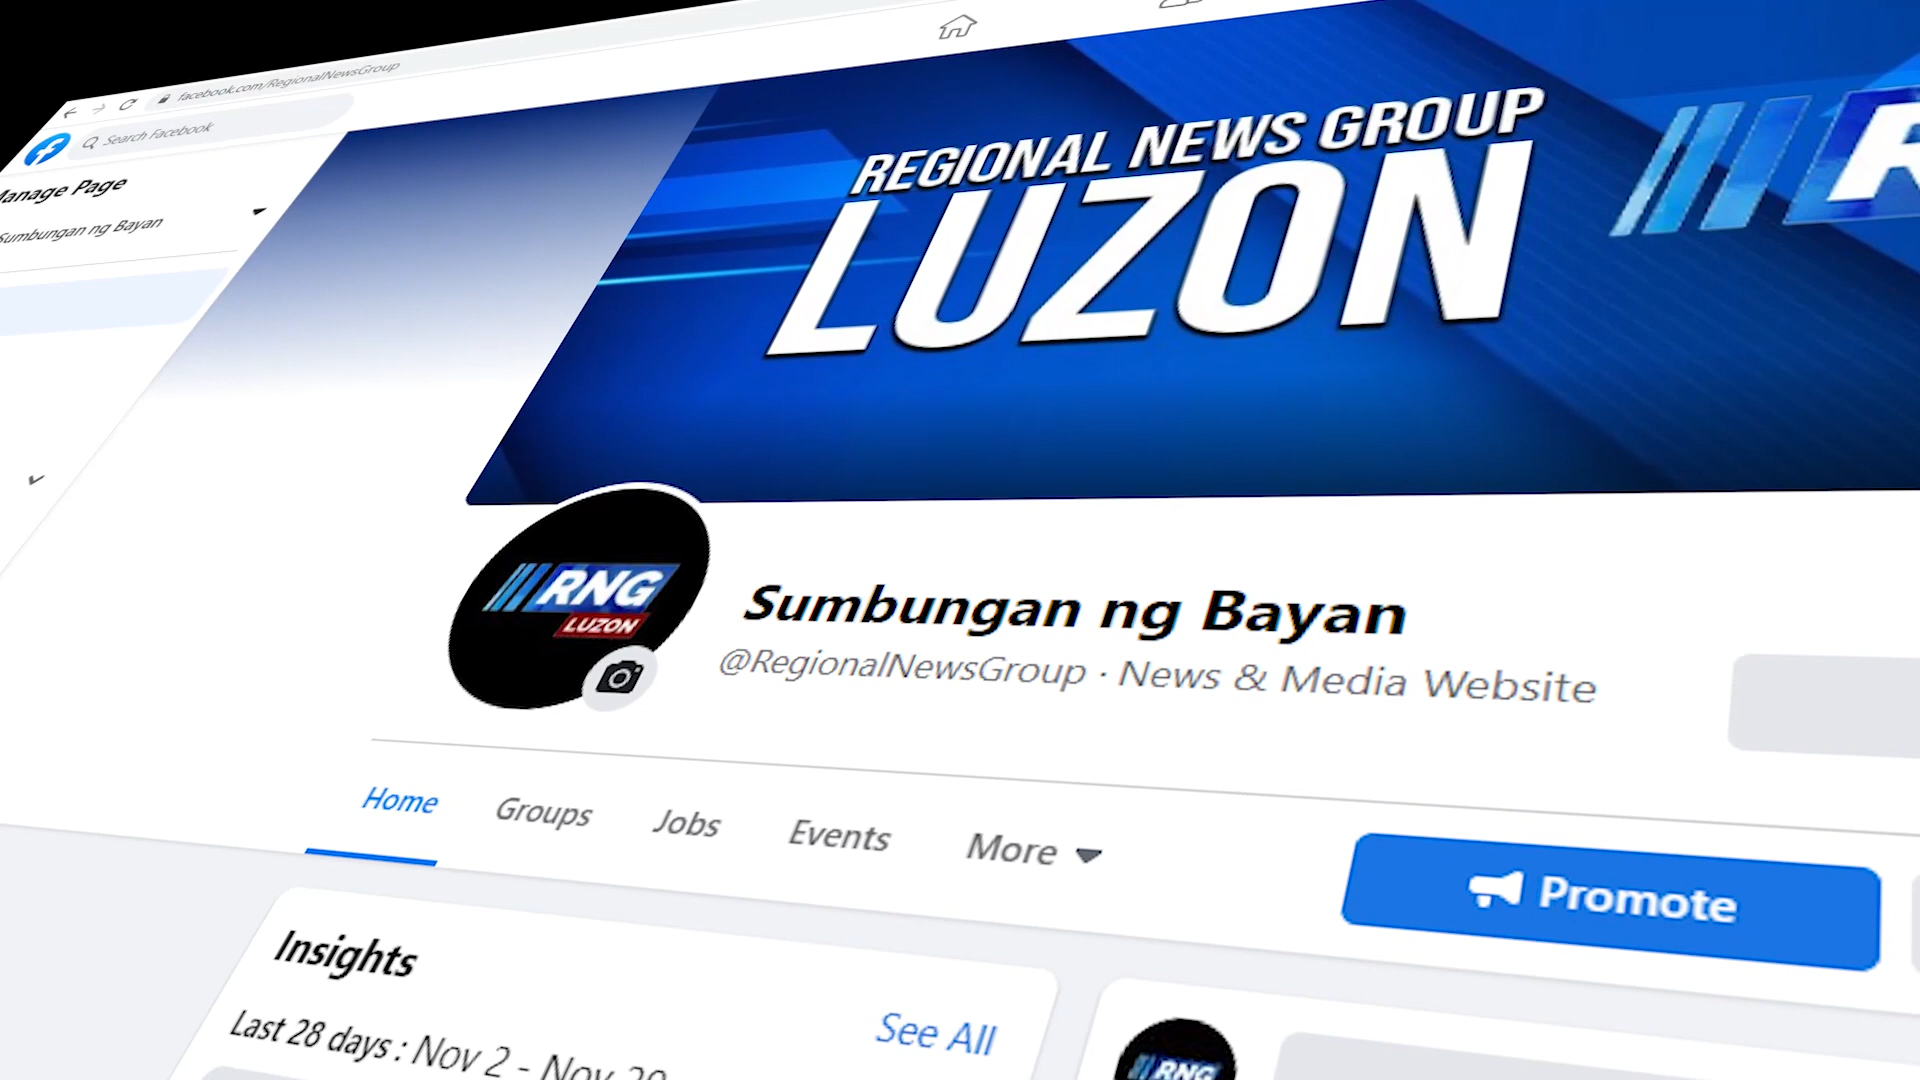 facebook.com/RegionalNewsGroup
Search Facebook
Manage Page
Sumbungan ng Bayan
REGIONAL NEWS GROUP
LUZON
RNG
LUZON
Sumbungan ng Bayan
@RegionalNewsGroup · News & Media Website
Home
Groups
Jobs
Events
More
Promote
Insights
See All
Last 28 days : Nov 2 - Nov
RNG